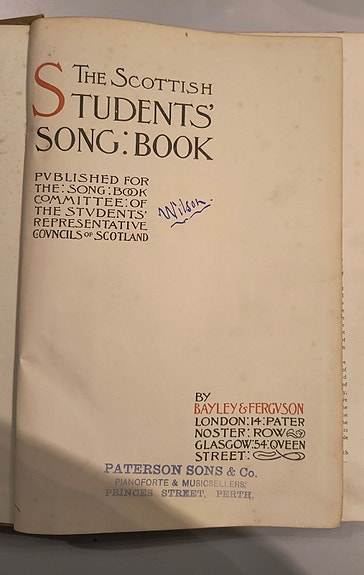 The Scottish
Students'
Song : Book
PVBLISHED FOR
THE : SONG : BOOK
COMMITTEE : OF
THE STVDENTS'
REPRESENTATIVE
COVNCILS OF SCOTLAND
Wilson.
BY
BAYLEY & FERGVSON
LONDON : 14 : PATER
NOSTER : ROW
GLASGOW : 54 : QVEEN
STREET :
PATERSON SONS & Co.
PIANOFORTE & MUSICSELLERS,
PRINCES STREET, PERTH.